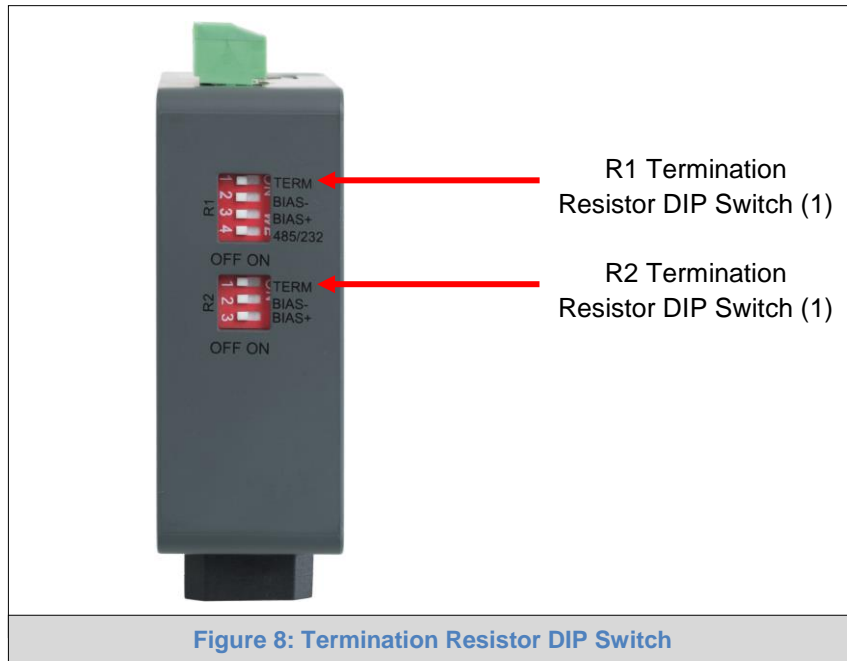 R1 Termination
Resistor DIP Switch (1)
R1
1 TERM
2 BIAS-
3 BIAS+
4 485/232
OFF ON
R2 Termination
Resistor DIP Switch (1)
R2
1 TERM
2 BIAS-
3 BIAS+
OFF ON
Figure 8: Termination Resistor DIP Switch